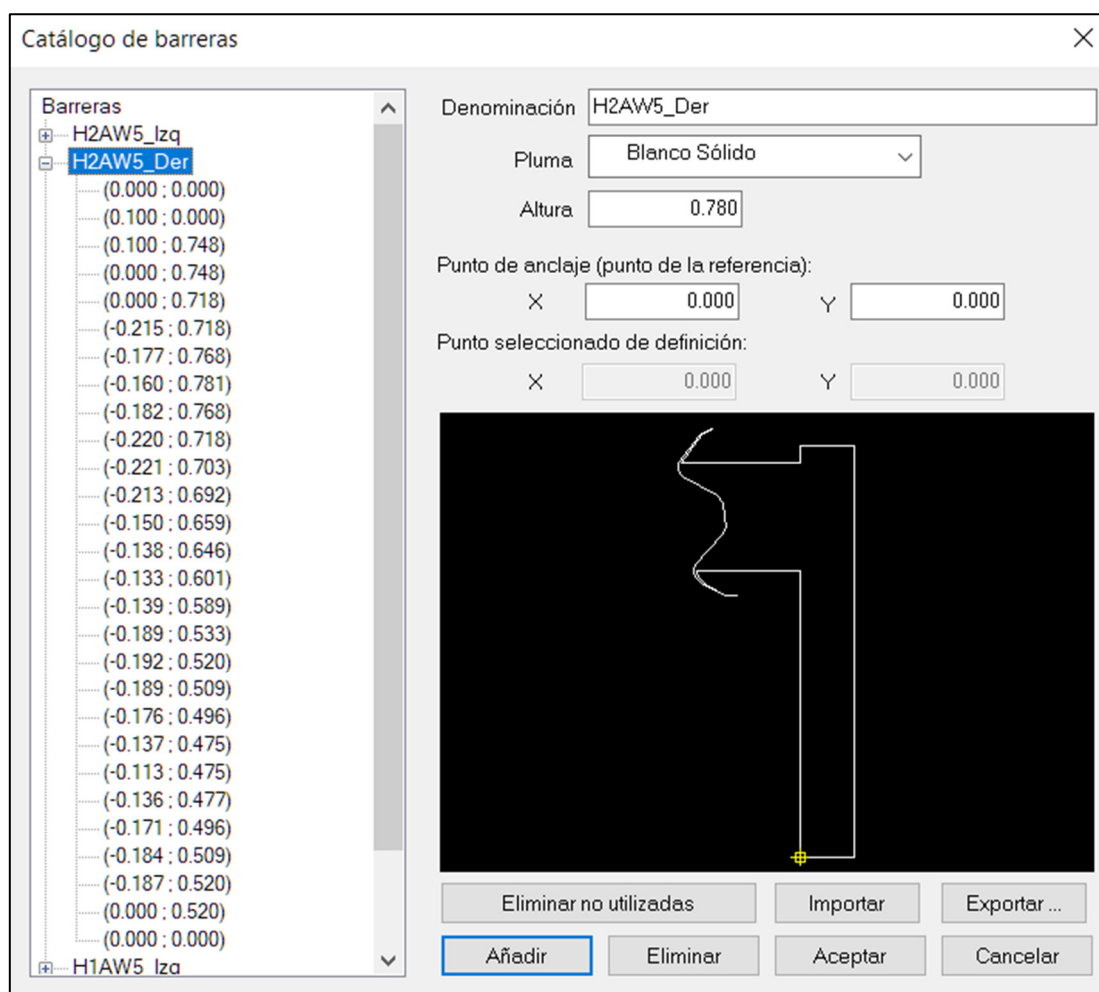 Catálogo de barreras
Barreras
H2AW5_Izq
H2AW5_Der
(0.000 ; 0.000)
(0.100 ; 0.000)
(0.100 ; 0.748)
(0.000 ; 0.748)
(0.000 ; 0.718)
(-0.215 ; 0.718)
(-0.177 ; 0.768)
(-0.160 ; 0.781)
(-0.182 ; 0.768)
(-0.220 ; 0.718)
(-0.221 ; 0.703)
(-0.213 ; 0.692)
(-0.150 ; 0.659)
(-0.138 ; 0.646)
(-0.133 ; 0.601)
(-0.139 ; 0.589)
(-0.189 ; 0.533)
(-0.192 ; 0.520)
(-0.189 ; 0.509)
(-0.176 ; 0.496)
(-0.137 ; 0.475)
(-0.113 ; 0.475)
(-0.136 ; 0.477)
(-0.171 ; 0.496)
(-0.184 ; 0.509)
(-0.187 ; 0.520)
(0.000 ; 0.520)
(0.000 ; 0.000)
H1AW5_Izq
Denominación H2AW5_Der
Pluma Blanco Sólido
Altura 0.780
Punto de anclaje (punto de la referencia):
X 0.000 Y 0.000
Punto seleccionado de definición:
X 0.000 Y 0.000
Eliminar no utilizadas Importar Exportar ...
Añadir Eliminar Aceptar Cancelar